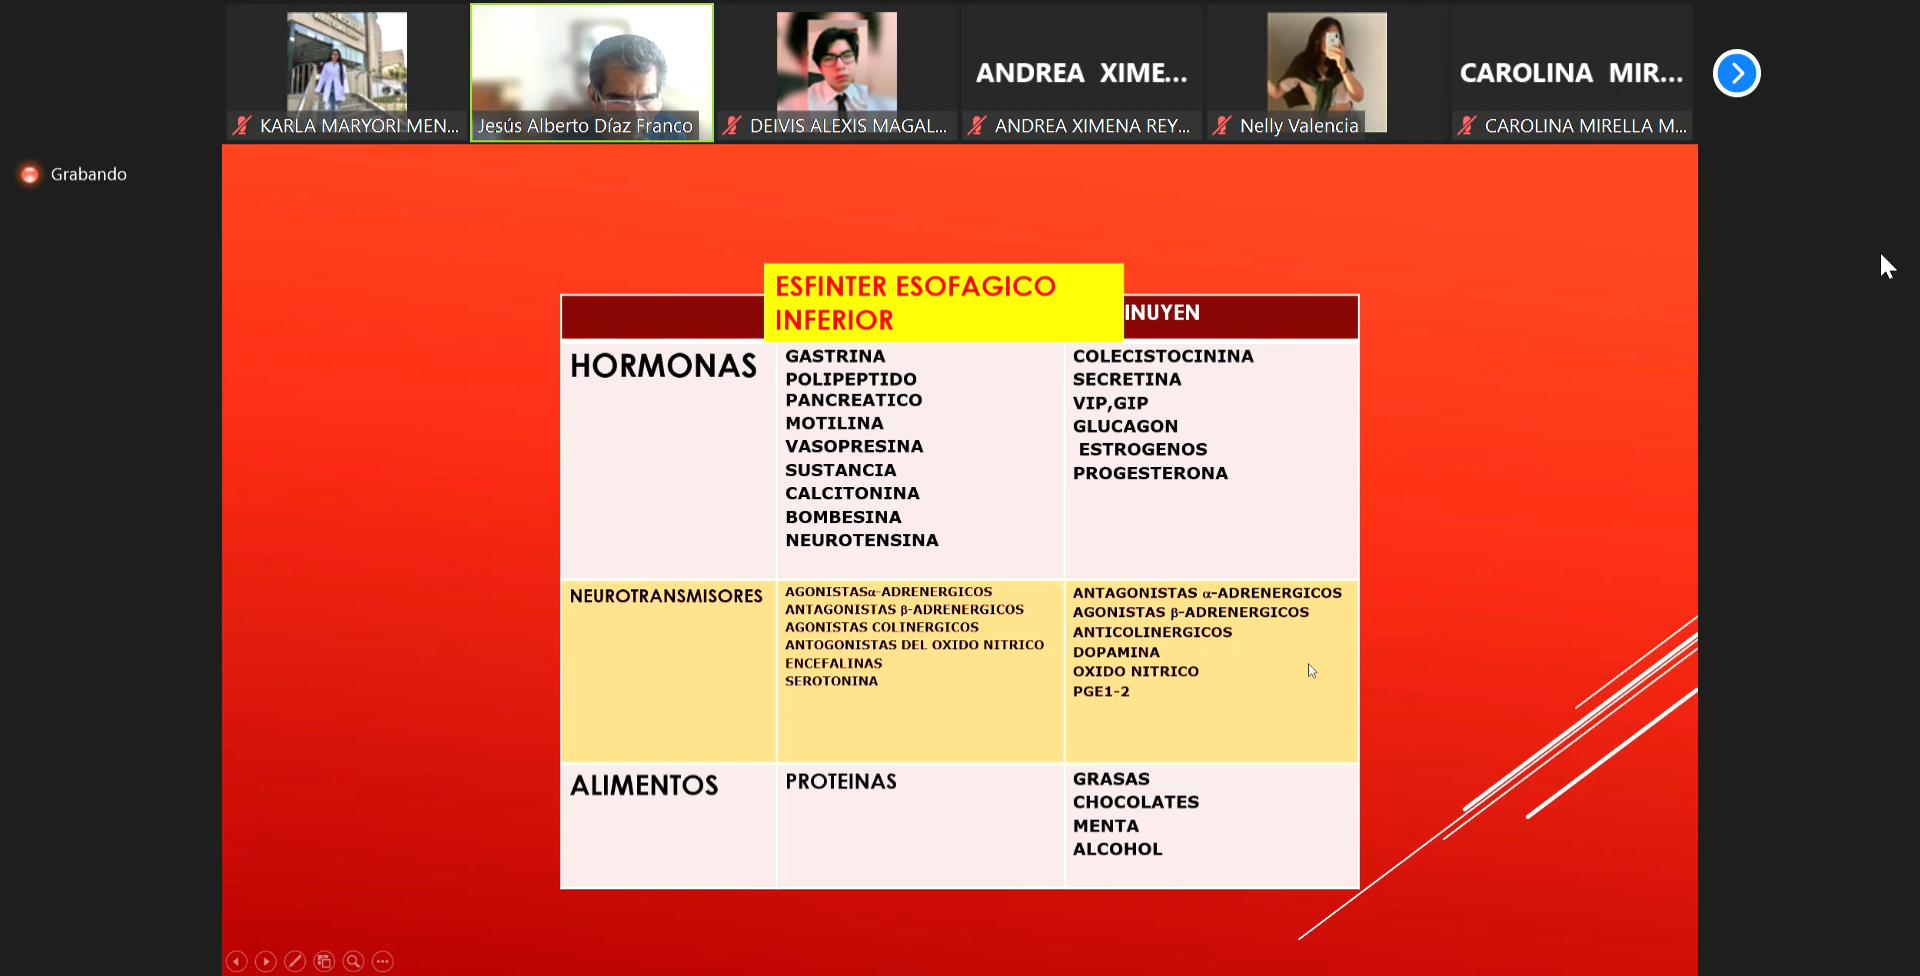 ANDREA XIME...
CAROLINA MIR...
KARLA MARYORI MEN...
Jesús Alberto Díaz Franco
DEIVIS ALEXIS MAGAL...
ANDREA XIMENA REY...
Nelly Valencia
CAROLINA MIRELLA M...
Grabando
ESFINTER ESOFAGICO
INFERIOR
INUYEN
HORMONAS
GASTRINA
POLIPEPTIDO
PANCREATICO
MOTILINA
VASOPRESINA
SUSTANCIA
CALCITONINA
BOMBESINA
NEUROTENSINA
COLECISTOCININA
SECRETINA
VIP,GIP
GLUCAGON
ESTROGENOS
PROGESTERONA
NEUROTRANSMISORES
AGONISTASα-ADRENERGICOS
ANTAGONISTAS β-ADRENERGICOS
AGONISTAS COLINERGICOS
ANTOGONISTAS DEL OXIDO NITRICO
ENCEFALINAS
SEROTONINA
ANTAGONISTAS α-ADRENERGICOS
AGONISTAS β-ADRENERGICOS
ANTICOLINERGICOS
DOPAMINA
OXIDO NITRICO
PGE1-2
ALIMENTOS
PROTEINAS
GRASAS
CHOCOLATES
MENTA
ALCOHOL